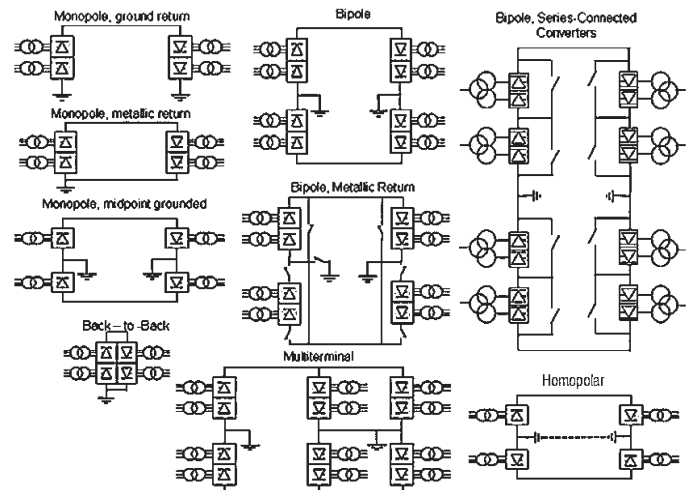 Monopole, ground return
Bipole
Bipole, Series-Connected
Converters
Monopole, metallic return
Monopole, midpoint grounded
Bipole, Metallic Return
Back-to-Back
Multiterminal
Homopolar